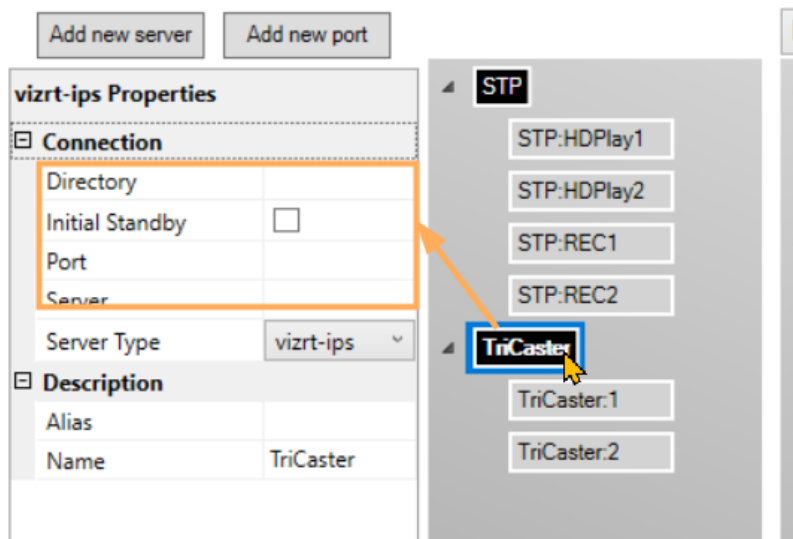 Add new server
Add new port
vizrt-ips Properties
Connection
Directory
Initial Standby
Port
Server
Server Type vizrt-ips
Description
Alias
Name TriCaster
STP
STP:HDPlay1
STP:HDPlay2
STP:REC1
STP:REC2
TriCaster
TriCaster:1
TriCaster:2